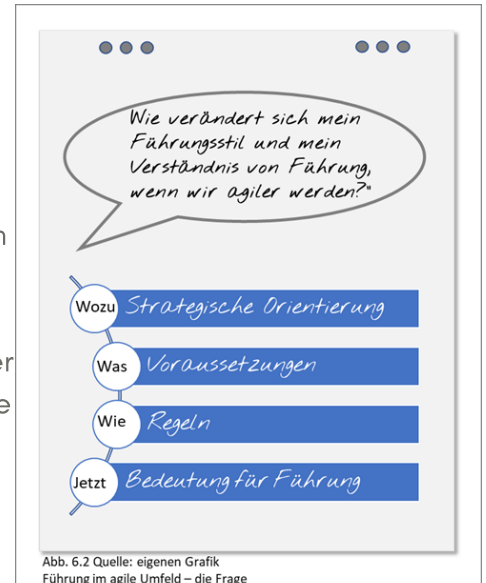 Wie verändert sich mein
Führungsstil und mein
Verständnis von Führung,
wenn wir agiler werden?"
Wozu Strategische Orientierung
Was Voraussetzungen
Wie Regeln
Jetzt Bedeutung für Führung
Abb. 6.2 Quelle: eigenen Grafik
Führung im agile Umfeld – die Frage